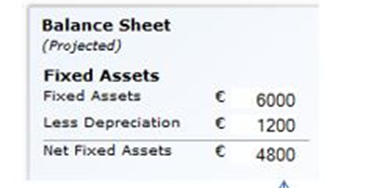 Balance Sheet
(Projected)
Fixed Assets
Fixed Assets € 6000
Less Depreciation € 1200
Net Fixed Assets € 4800